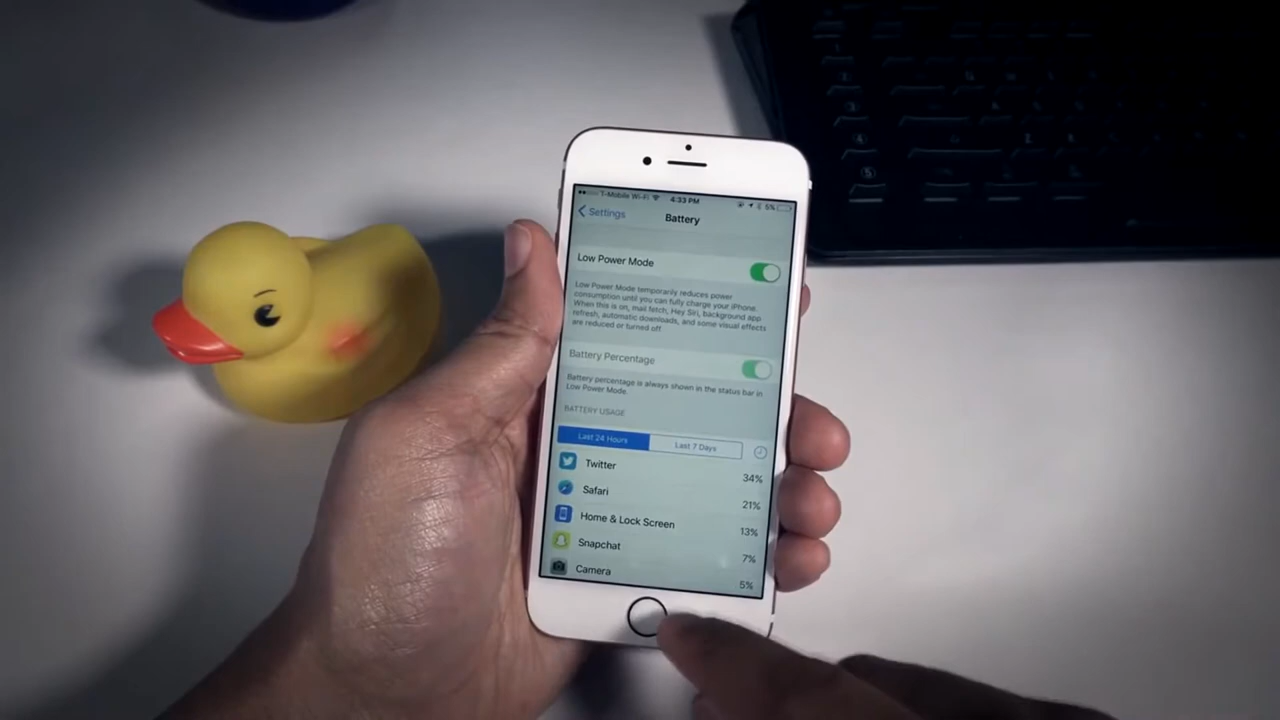 T-Mobile Wi-Fi 4:33 PM 5%
Settings
Battery
Low Power Mode
Low Power Mode temporarily reduces power
consumption until you can fully charge your iPhone.
When this is on, mail fetch, Hey Siri, background app
refresh, automatic downloads, and some visual effects
are reduced or turned off.
Battery Percentage
Battery percentage is always shown in the status bar in
Low Power Mode.
BATTERY USAGE
Last 24 Hours Last 7 Days
Twitter 34%
Safari 21%
Home & Lock Screen 13%
Snapchat 7%
Camera 5%